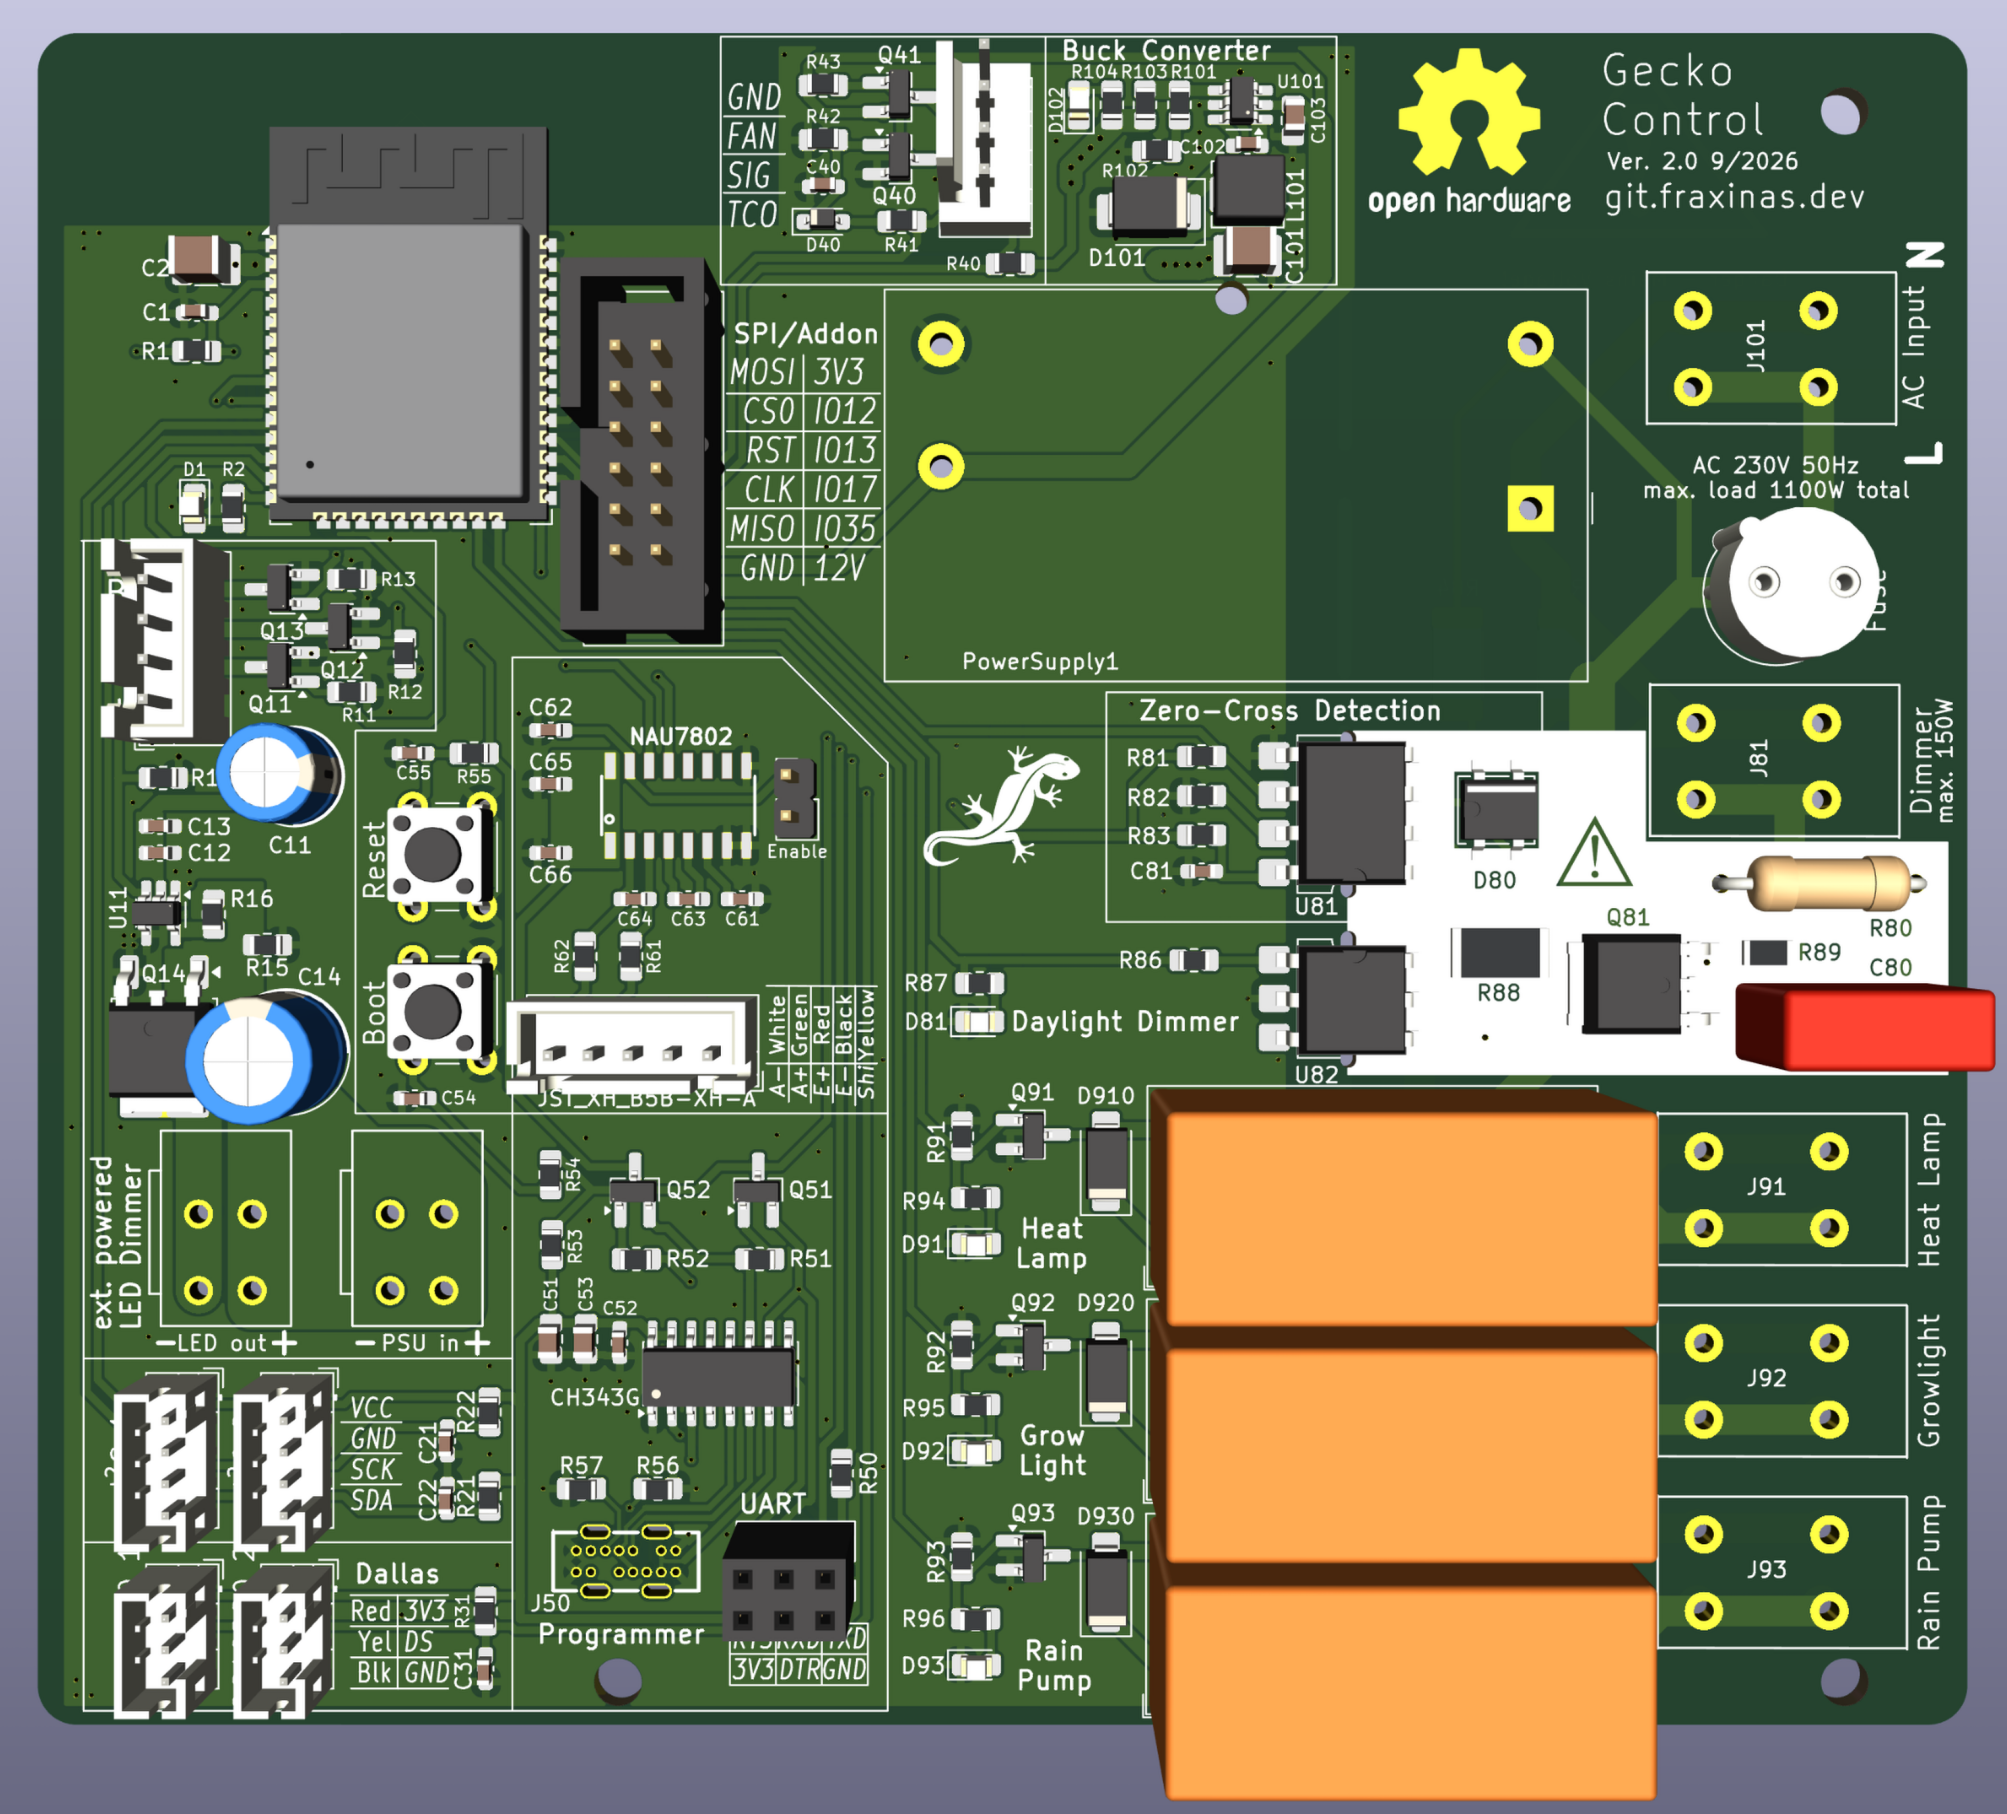 Gecko
Control
Ver. 2.0 9/2026
git.fraxinas.dev
open hardware
Buck Converter
R104 R103 R101
U101
D102
C103
R102
C102
L101
D101
C101
R43
Q41
GND
FAN
SIG
TCO
R42
C40
Q40
D40
R41
R40
C2
C1
R1
D1
R2
SPI/Addon
MOSI 3V3
CS0 IO12
RST IO13
CLK IO17
MISO IO35
GND 12V
PowerSupply1
N
AC Input
L
J101
AC 230V 50Hz
max. load 1100W total
Fuse
R13
Q13
Q12
R12
Q11
R11
C11
C13
C12
U11
R16
R15
Q14
C14
C55
R55
Reset
Boot
C54
C62
C65
C66
NAU7802
Enable
C64
C63
C61
R62
R61
A- White
A+ Green
E+ Red
E- Black
Shi Yellow
JST_XH_B5B-XH-A
Zero-Cross Detection
R81
R82
R83
C81
U81
D80
J81
Dimmer
max. 150W
R80
Q81
R89
C80
R88
R86
U82
R87
D81
Daylight Dimmer
ext. powered
LED Dimmer
-LED out+
-PSU in+
R54
Q52
Q51
R53
R52
R51
C51
C53
C52
CH343G
R57
R56
R50
UART
J50
Programmer
3V3 DTR GND
VCC
GND
SCK
SDA
C21
R22
C22
R21
Dallas
Red 3V3
Yel DS
Blk GND
R31
C31
Q91
D910
R91
R94
D91
Heat
Lamp
J91
Heat Lamp
Q92
D920
R92
R95
D92
Grow
Light
J92
Growlight
Q93
D930
R93
R96
D93
Rain
Pump
J93
Rain Pump